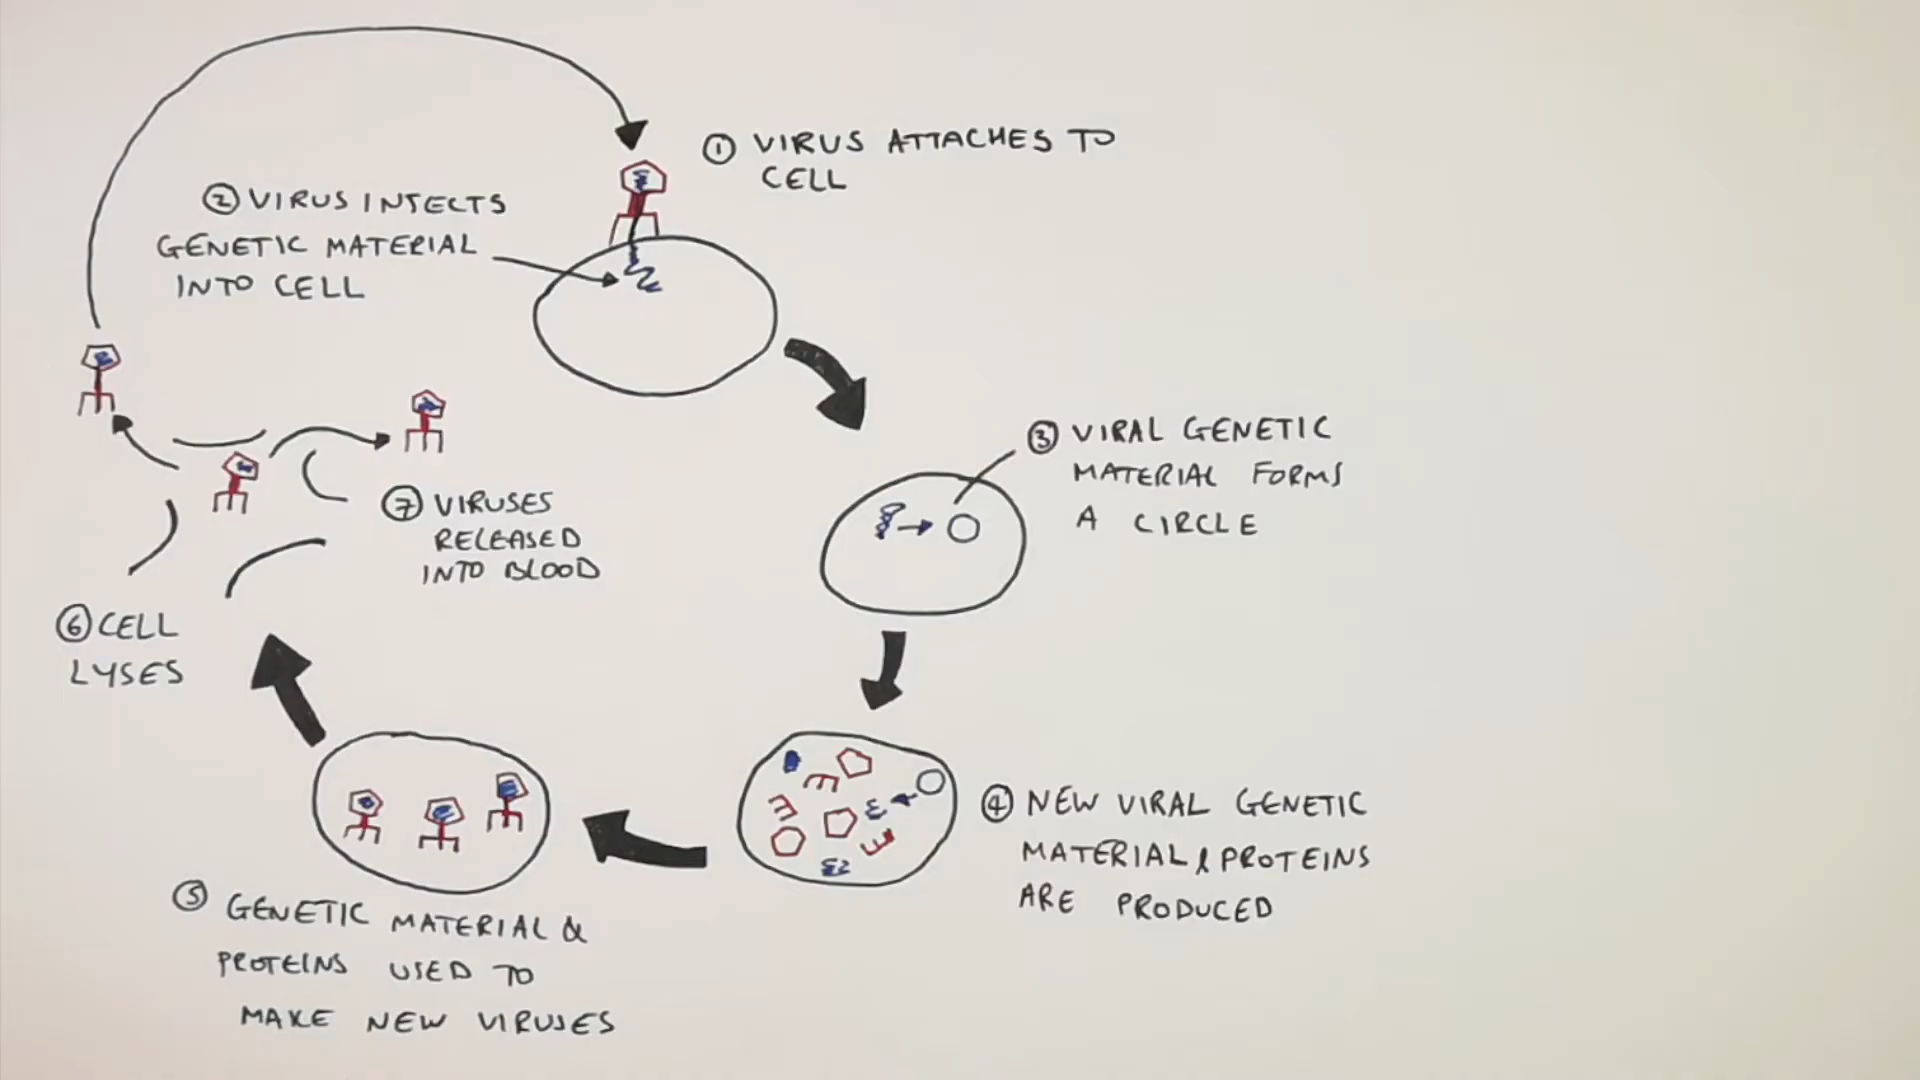 ① VIRUS ATTACHES TO
CELL
② VIRUS INJECTS
GENETIC MATERIAL
INTO CELL
③ VIRAL GENETIC
MATERIAL FORMS
A CIRCLE
④ NEW VIRAL GENETIC
MATERIAL & PROTEINS
ARE PRODUCED
⑤ GENETIC MATERIAL &
PROTEINS USED TO
MAKE NEW VIRUSES
⑥ CELL
LYSES
⑦ VIRUSES
RELEASED
INTO BLOOD